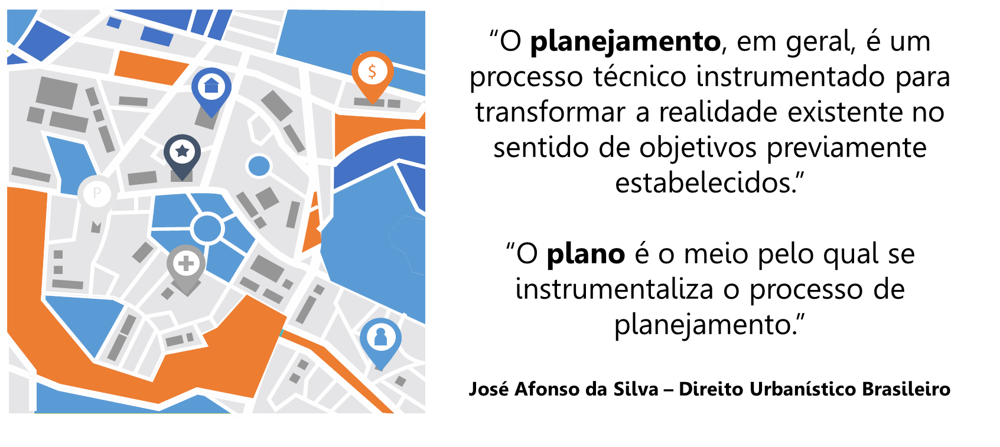 $
P
“O planejamento, em geral, é um
processo técnico instrumentado para
transformar a realidade existente no
sentido de objetivos previamente
estabelecidos.”
“O plano é o meio pelo qual se
instrumentaliza o processo de
planejamento.”
José Afonso da Silva – Direito Urbanístico Brasileiro